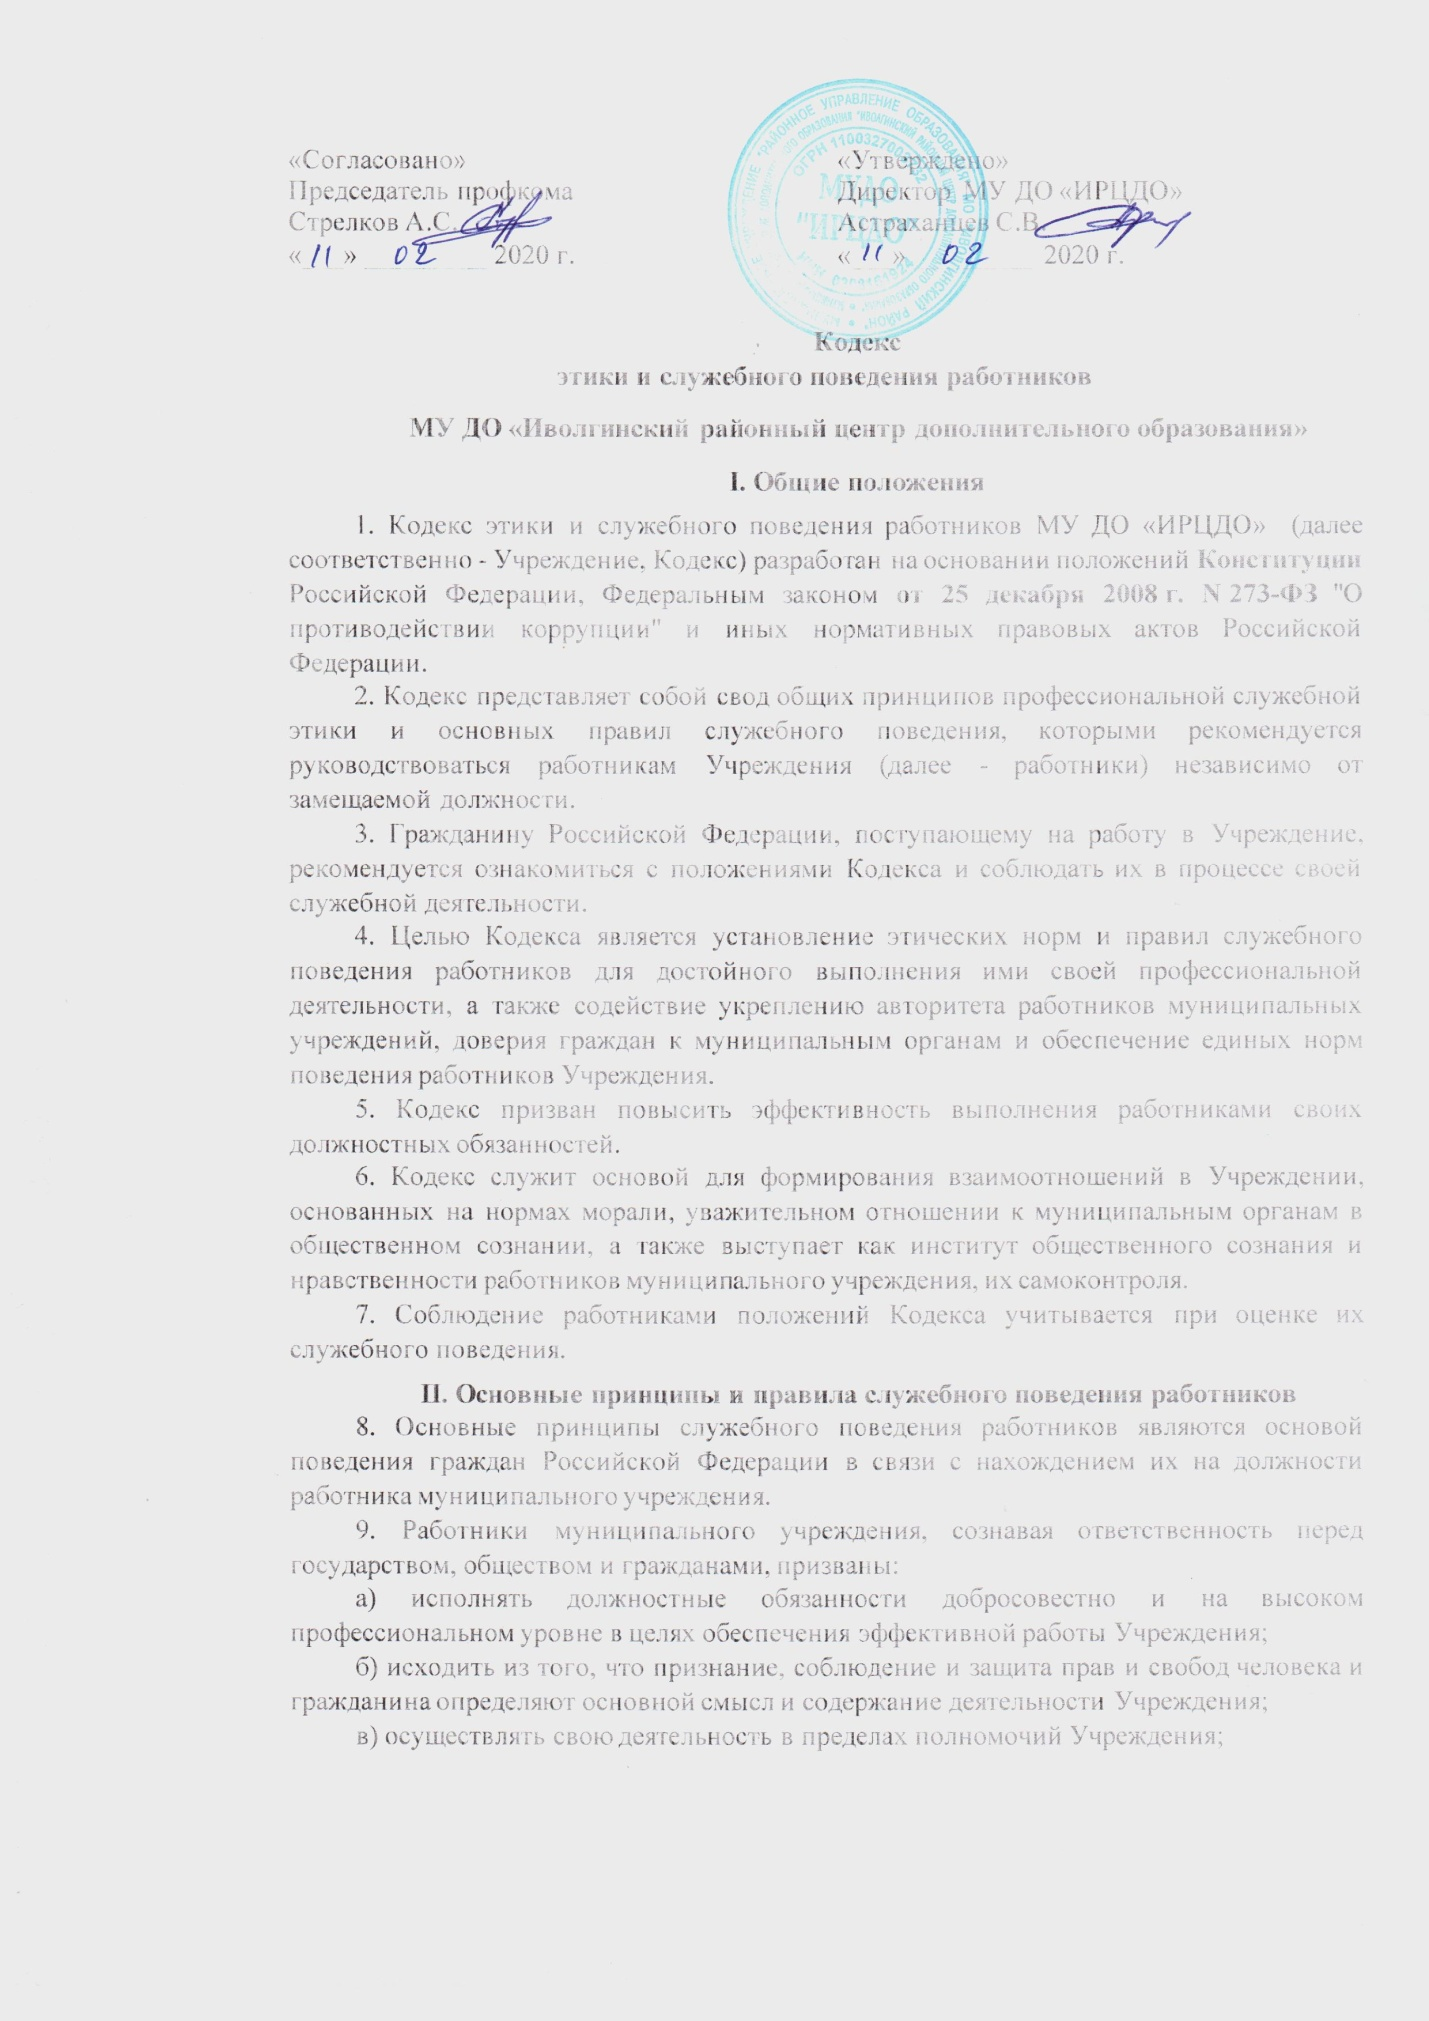 «Согласовано»
Председатель профкома
Стрелков А.С.
«11» 02 2020 г.
«Утверждено»
Директор МУ ДО «ИРЦДО»
Астраханцев С.В.
«11» 02 2020 г.
МУДО
"ИРЦДО"
Кодекс
этики и служебного поведения работников
МУ ДО «Иволгинский районный центр дополнительного образования»
I. Общие положения
1. Кодекс этики и служебного поведения работников МУ ДО «ИРЦДО» (далее
соответственно - Учреждение, Кодекс) разработан на основании положений Конституции
Российской Федерации, Федеральным законом от 25 декабря 2008 г. N 273-ФЗ "О
противодействии коррупции" и иных нормативных правовых актов Российской
Федерации.
2. Кодекс представляет собой свод общих принципов профессиональной служебной
этики и основных правил служебного поведения, которыми рекомендуется
руководствоваться работникам Учреждения (далее - работники) независимо от
замещаемой должности.
3. Гражданину Российской Федерации, поступающему на работу в Учреждение,
рекомендуется ознакомиться с положениями Кодекса и соблюдать их в процессе своей
служебной деятельности.
4. Целью Кодекса является установление этических норм и правил служебного
поведения работников для достойного выполнения ими своей профессиональной
деятельности, а также содействие укреплению авторитета работников муниципальных
учреждений, доверия граждан к муниципальным органам и обеспечение единых норм
поведения работников Учреждения.
5. Кодекс призван повысить эффективность выполнения работниками своих
должностных обязанностей.
6. Кодекс служит основой для формирования взаимоотношений в Учреждении,
основанных на нормах морали, уважительном отношении к муниципальным органам в
общественном сознании, а также выступает как институт общественного сознания и
нравственности работников муниципального учреждения, их самоконтроля.
7. Соблюдение работниками положений Кодекса учитывается при оценке их
служебного поведения.
II. Основные принципы и правила служебного поведения работников
8. Основные принципы служебного поведения работников являются основой
поведения граждан Российской Федерации в связи с нахождением их на должности
работника муниципального учреждения.
9. Работники муниципального учреждения, сознавая ответственность перед
государством, обществом и гражданами, призваны:
а) исполнять должностные обязанности добросовестно и на высоком
профессиональном уровне в целях обеспечения эффективной работы Учреждения;
б) исходить из того, что признание, соблюдение и защита прав и свобод человека и
гражданина определяют основной смысл и содержание деятельности Учреждения;
в) осуществлять свою деятельность в пределах полномочий Учреждения;